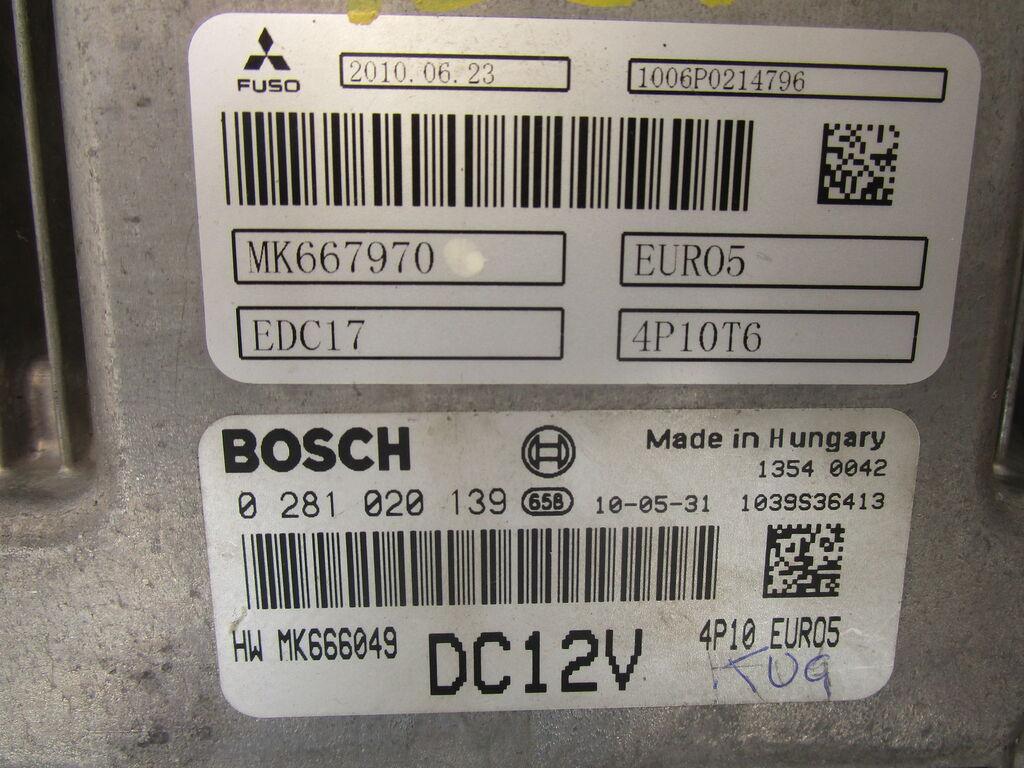 FUSO
2010.06.23
1006P0214796
MK667970
EURO5
EDC17
4P10T6
BOSCH
Made in Hungary
1354 0042
0 281 020 139 658 10-05-31 1039S36413
HW MK666049
DC12V
4P10 EURO5